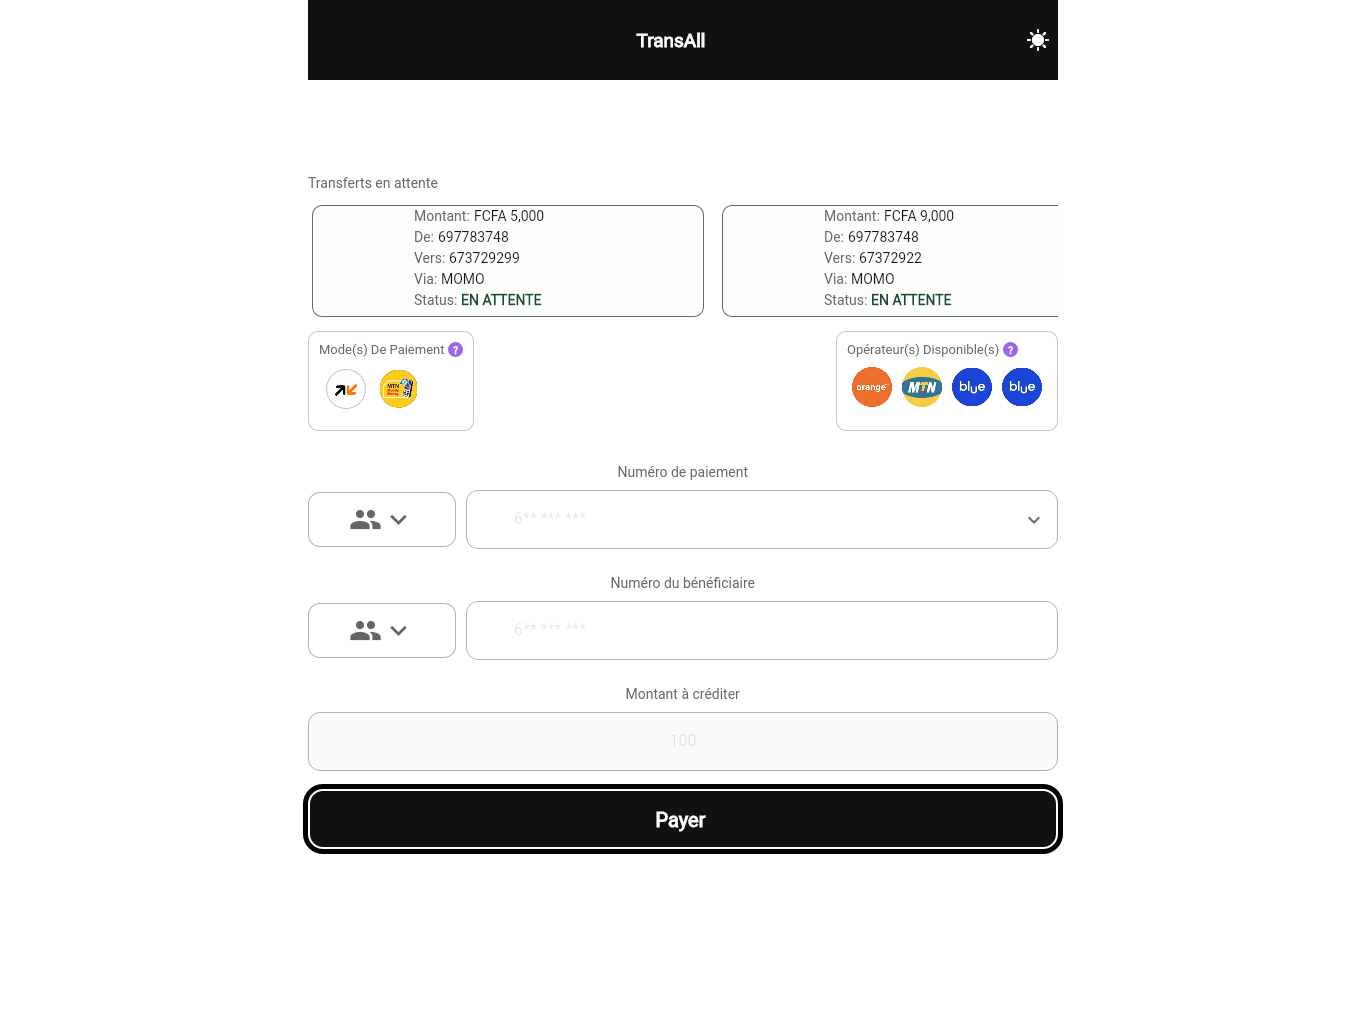 TransAll
Transferts en attente
Montant: FCFA 5,000
De: 697783748
Vers: 673729299
Via: MOMO
Status: EN ATTENTE
Montant: FCFA 9,000
De: 697783748
Vers: 67372922
Via: MOMO
Status: EN ATTENTE
Mode(s) De Paiement ?
MTN
Opérateur(s) Disponible(s) ?
orange
MTN
blue
blue
Numéro de paiement
6** *** ***
Numéro du bénéficiaire
6** *** ***
Montant à créditer
100
Payer